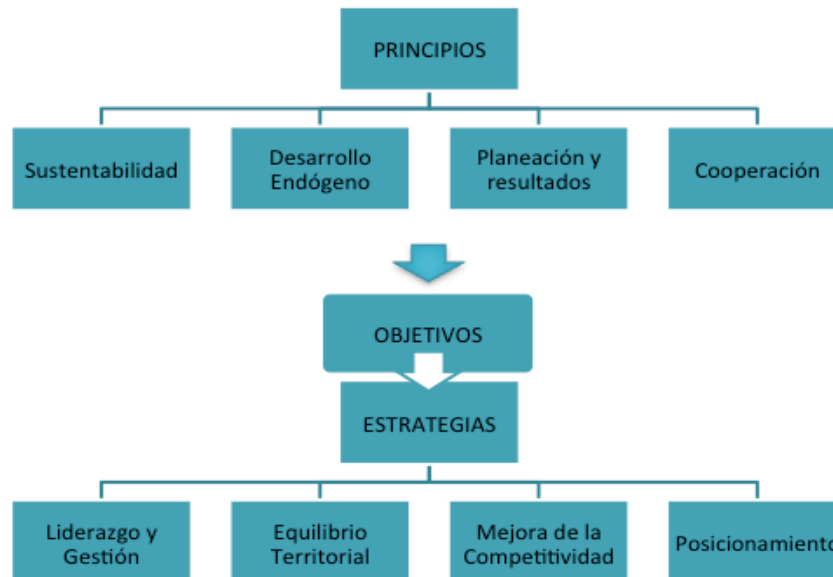 PRINCIPIOS
Sustentabilidad
Desarrollo
Endógeno
Planeación y
resultados
Cooperación
OBJETIVOS
ESTRATEGIAS
Liderazgo y
Gestión
Equilibrio
Territorial
Mejora de la
Competitividad
Posicionamiento